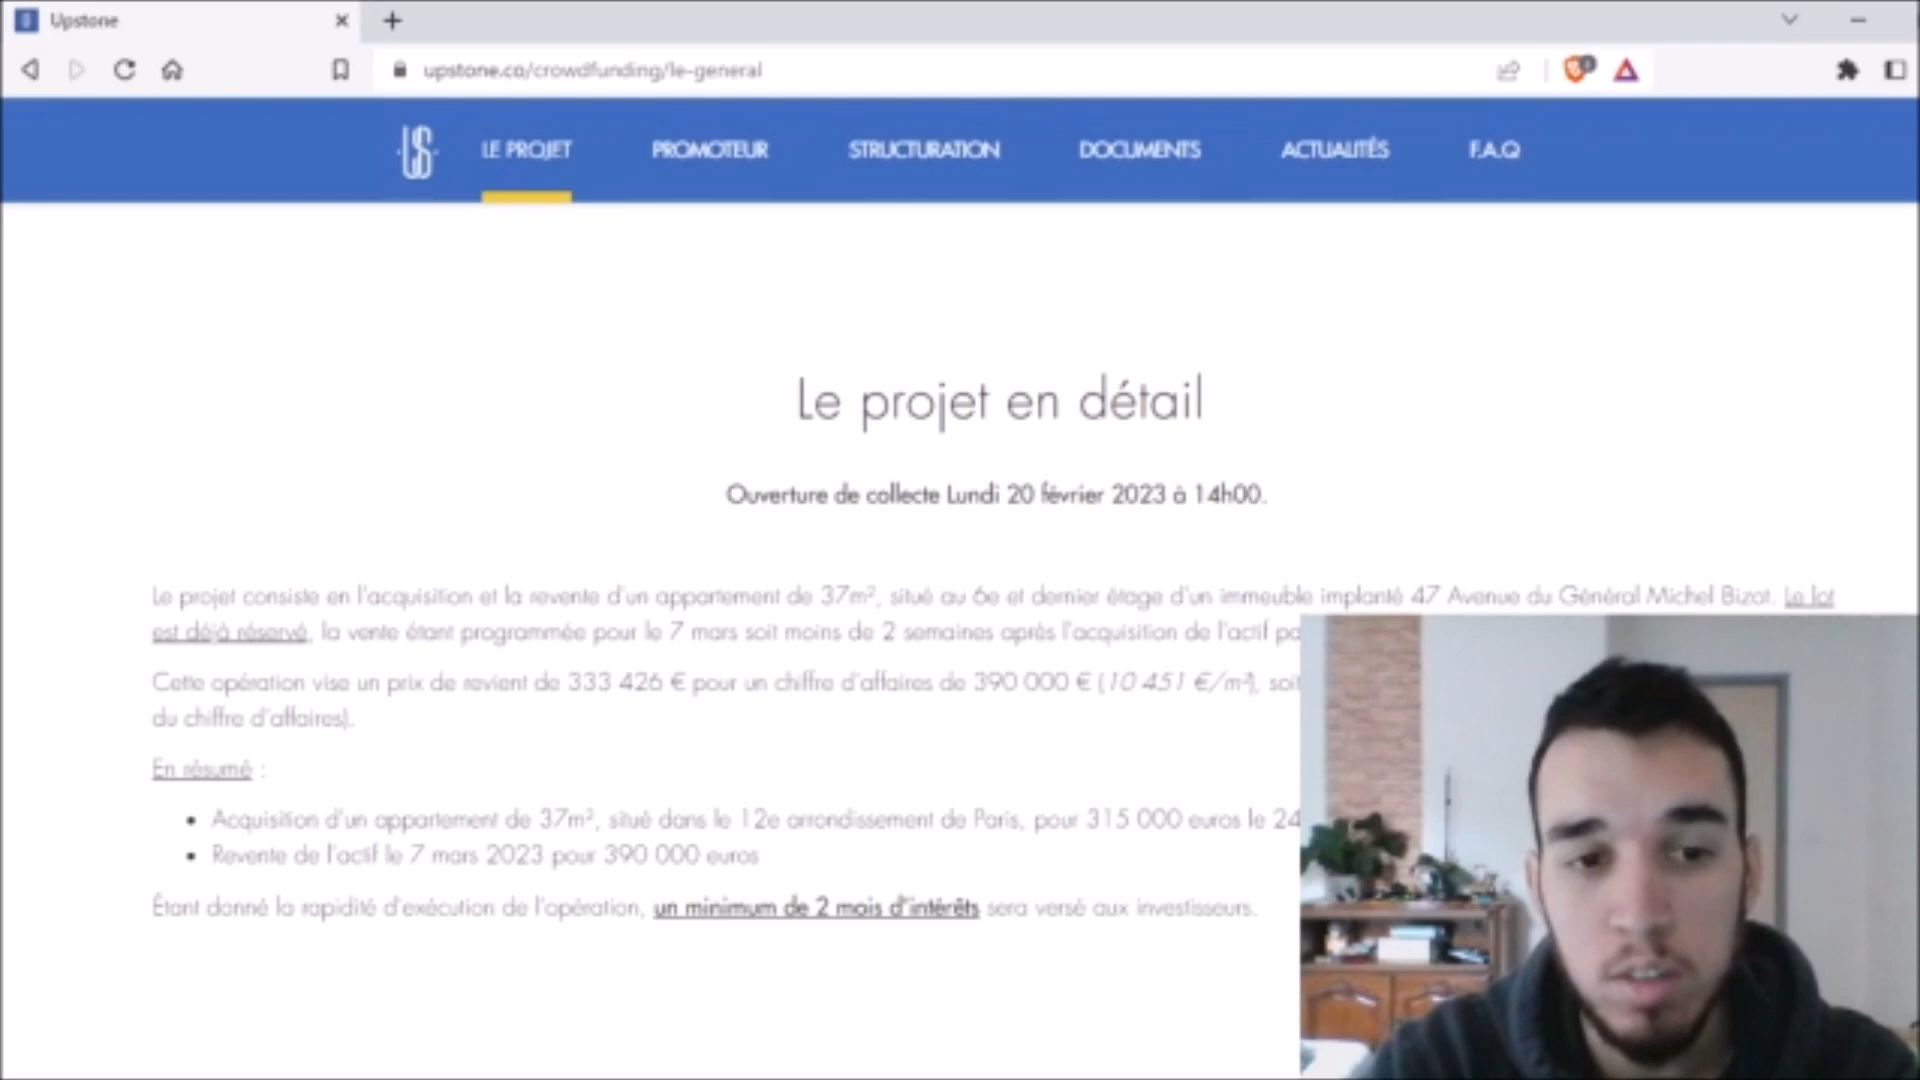 Upstone
upstone.co/crowdfunding/le-general
US LE PROJET PROMOTEUR STRUCTURATION DOCUMENTS ACTUALITÉS F.A.Q
Le projet en détail
Ouverture de collecte Lundi 20 février 2023 à 14h00.
Le projet consiste en l'acquisition et la revente d'un appartement de 37m², situé au 6e et dernier étage d'un immeuble implanté 47 Avenue du Général Michel Bizot. Le lot
est déjà réservé, la vente étant programmée pour le 7 mars soit moins de 2 semaines après l'acquisition de l'actif
Cette opération vise un prix de revient de 333 426 € pour un chiffre d'affaires de 390 000 € (10 451 €/m²), soit
du chiffre d'affaires).
En résumé :
• Acquisition d'un appartement de 37m², situé dans le 12e arrondissement de Paris, pour 315 000 euros le 24
• Revente de l'actif le 7 mars 2023 pour 390 000 euros
Étant donné la rapidité d'exécution de l'opération, un minimum de 2 mois d'intérêts sera versé aux investisseurs.